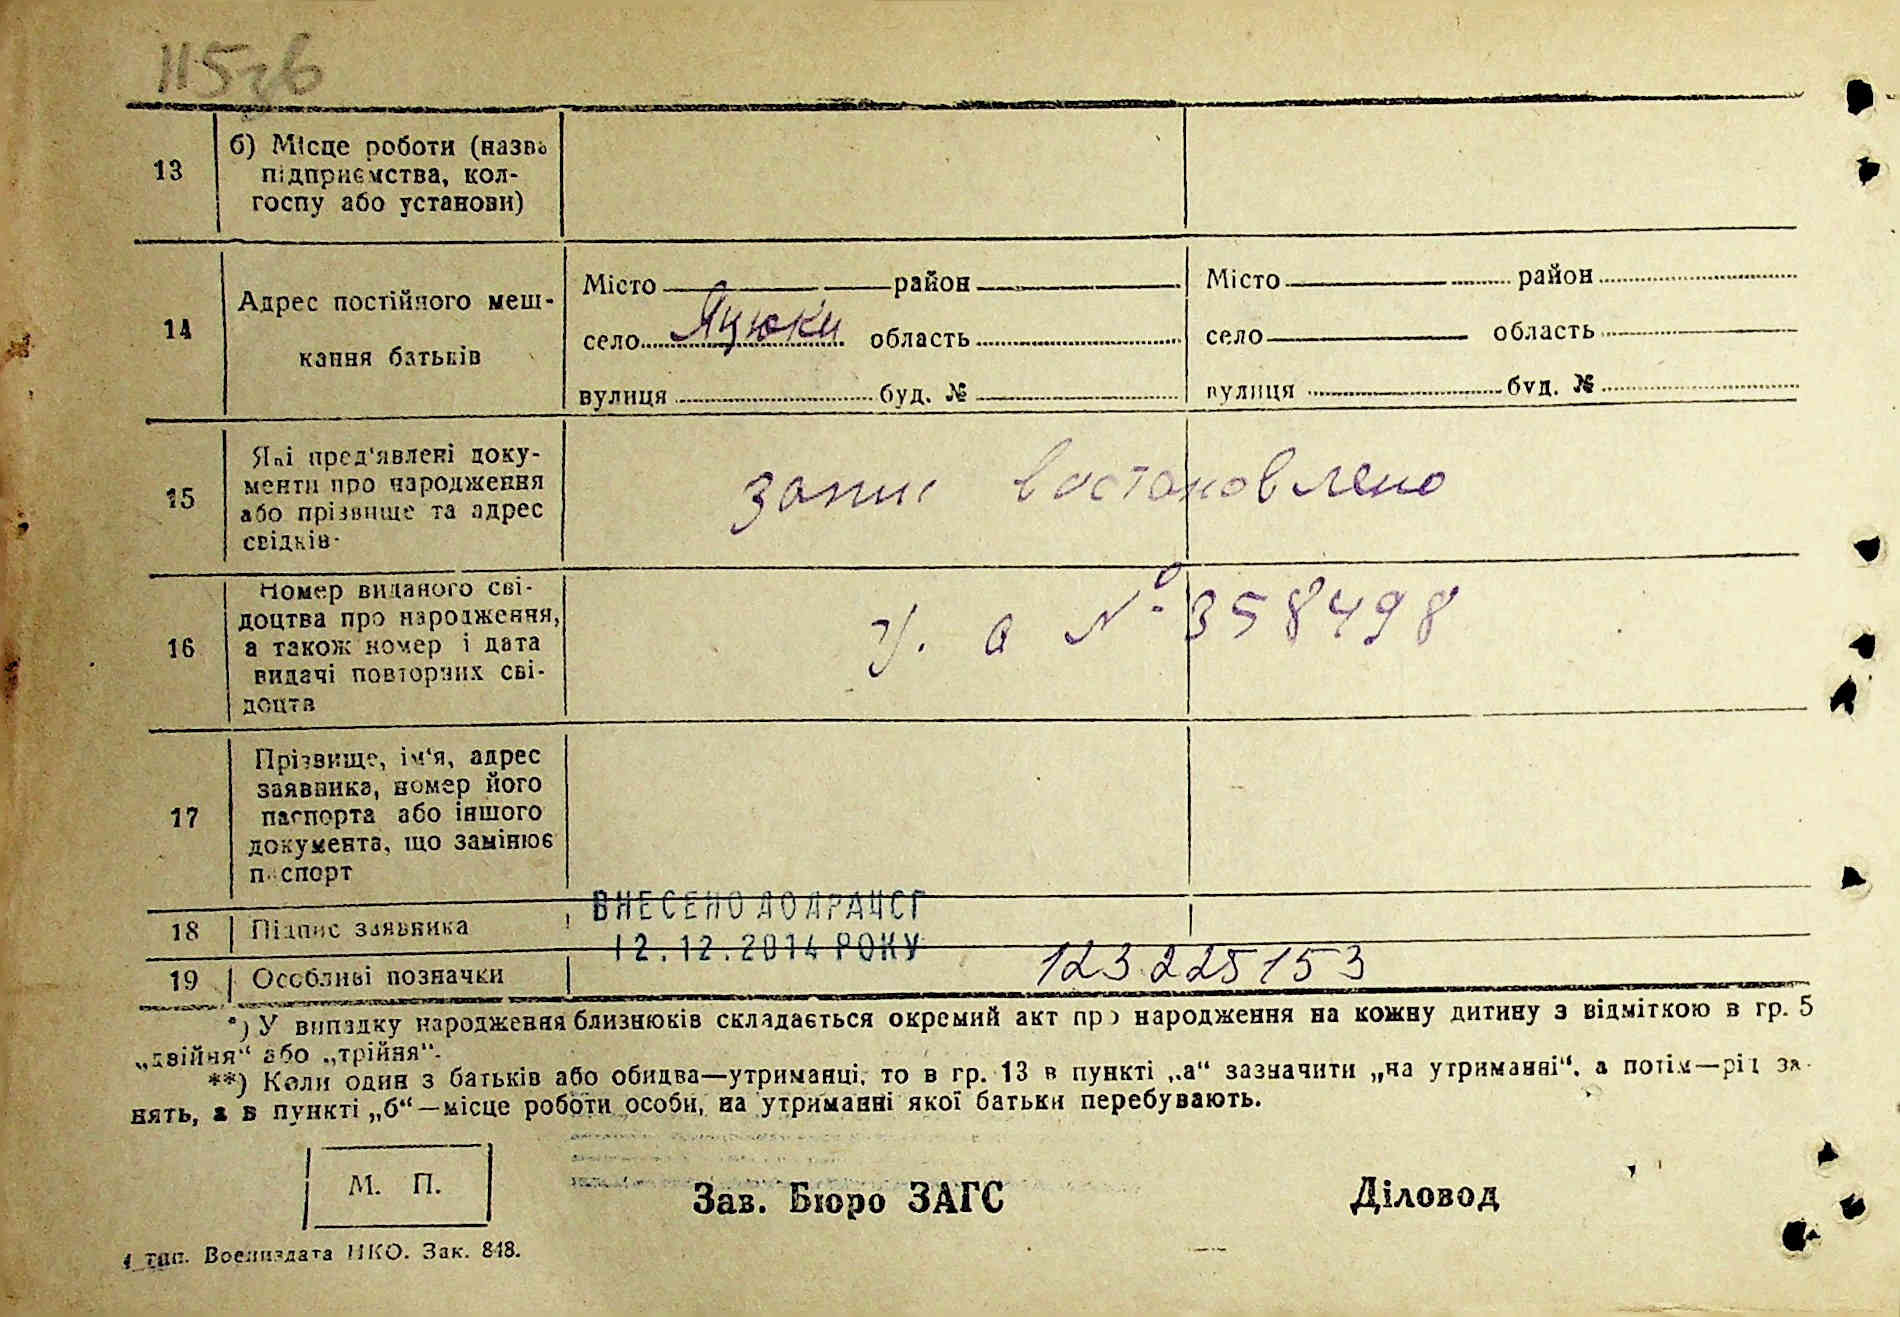 115зв
13
б) Місце роботи (назва
підприємства, кол-
госпу або установи)
14
Адрес постійного меш-
кання батьків
Місто район
село Яцюки область
вулиця буд. №
Місто район
село область
вулиця буд. №
15
Які пред'явлені доку-
менти про народження
або прізвище та адрес
свідків
запис востановлено
16
Номер виданого сві-
доцтва про народження,
а також номер і дата
видачі повторних сві-
доцтв
У. а № 358498
17
Прізвище, ім'я, адрес
заявника, номер його
паспорта або іншого
документа, що замінює
паспорт
18 Підпис заявника
ВНЕСЕНО ДО ДРАЦСГ
12.12.2014 РОКУ
19 Особливі позначки
123225153
*) У випадку народження близнюків складається окремий акт про народження на кожну дитину з відміткою в гр. 5
„двійня“ або „трійня“.
**) Коли один з батьків або обидва—утриманці, то в гр. 13 в пункті „а“ зазначити „на утриманні“, а потім—рід за-
нять, а в пункті „б“—місце роботи особи, на утриманні якої батьки перебувають.
М. П.
Зав. Бюро ЗАГС
Діловод
1 тип. Воениздата НКО. Зак. 848.